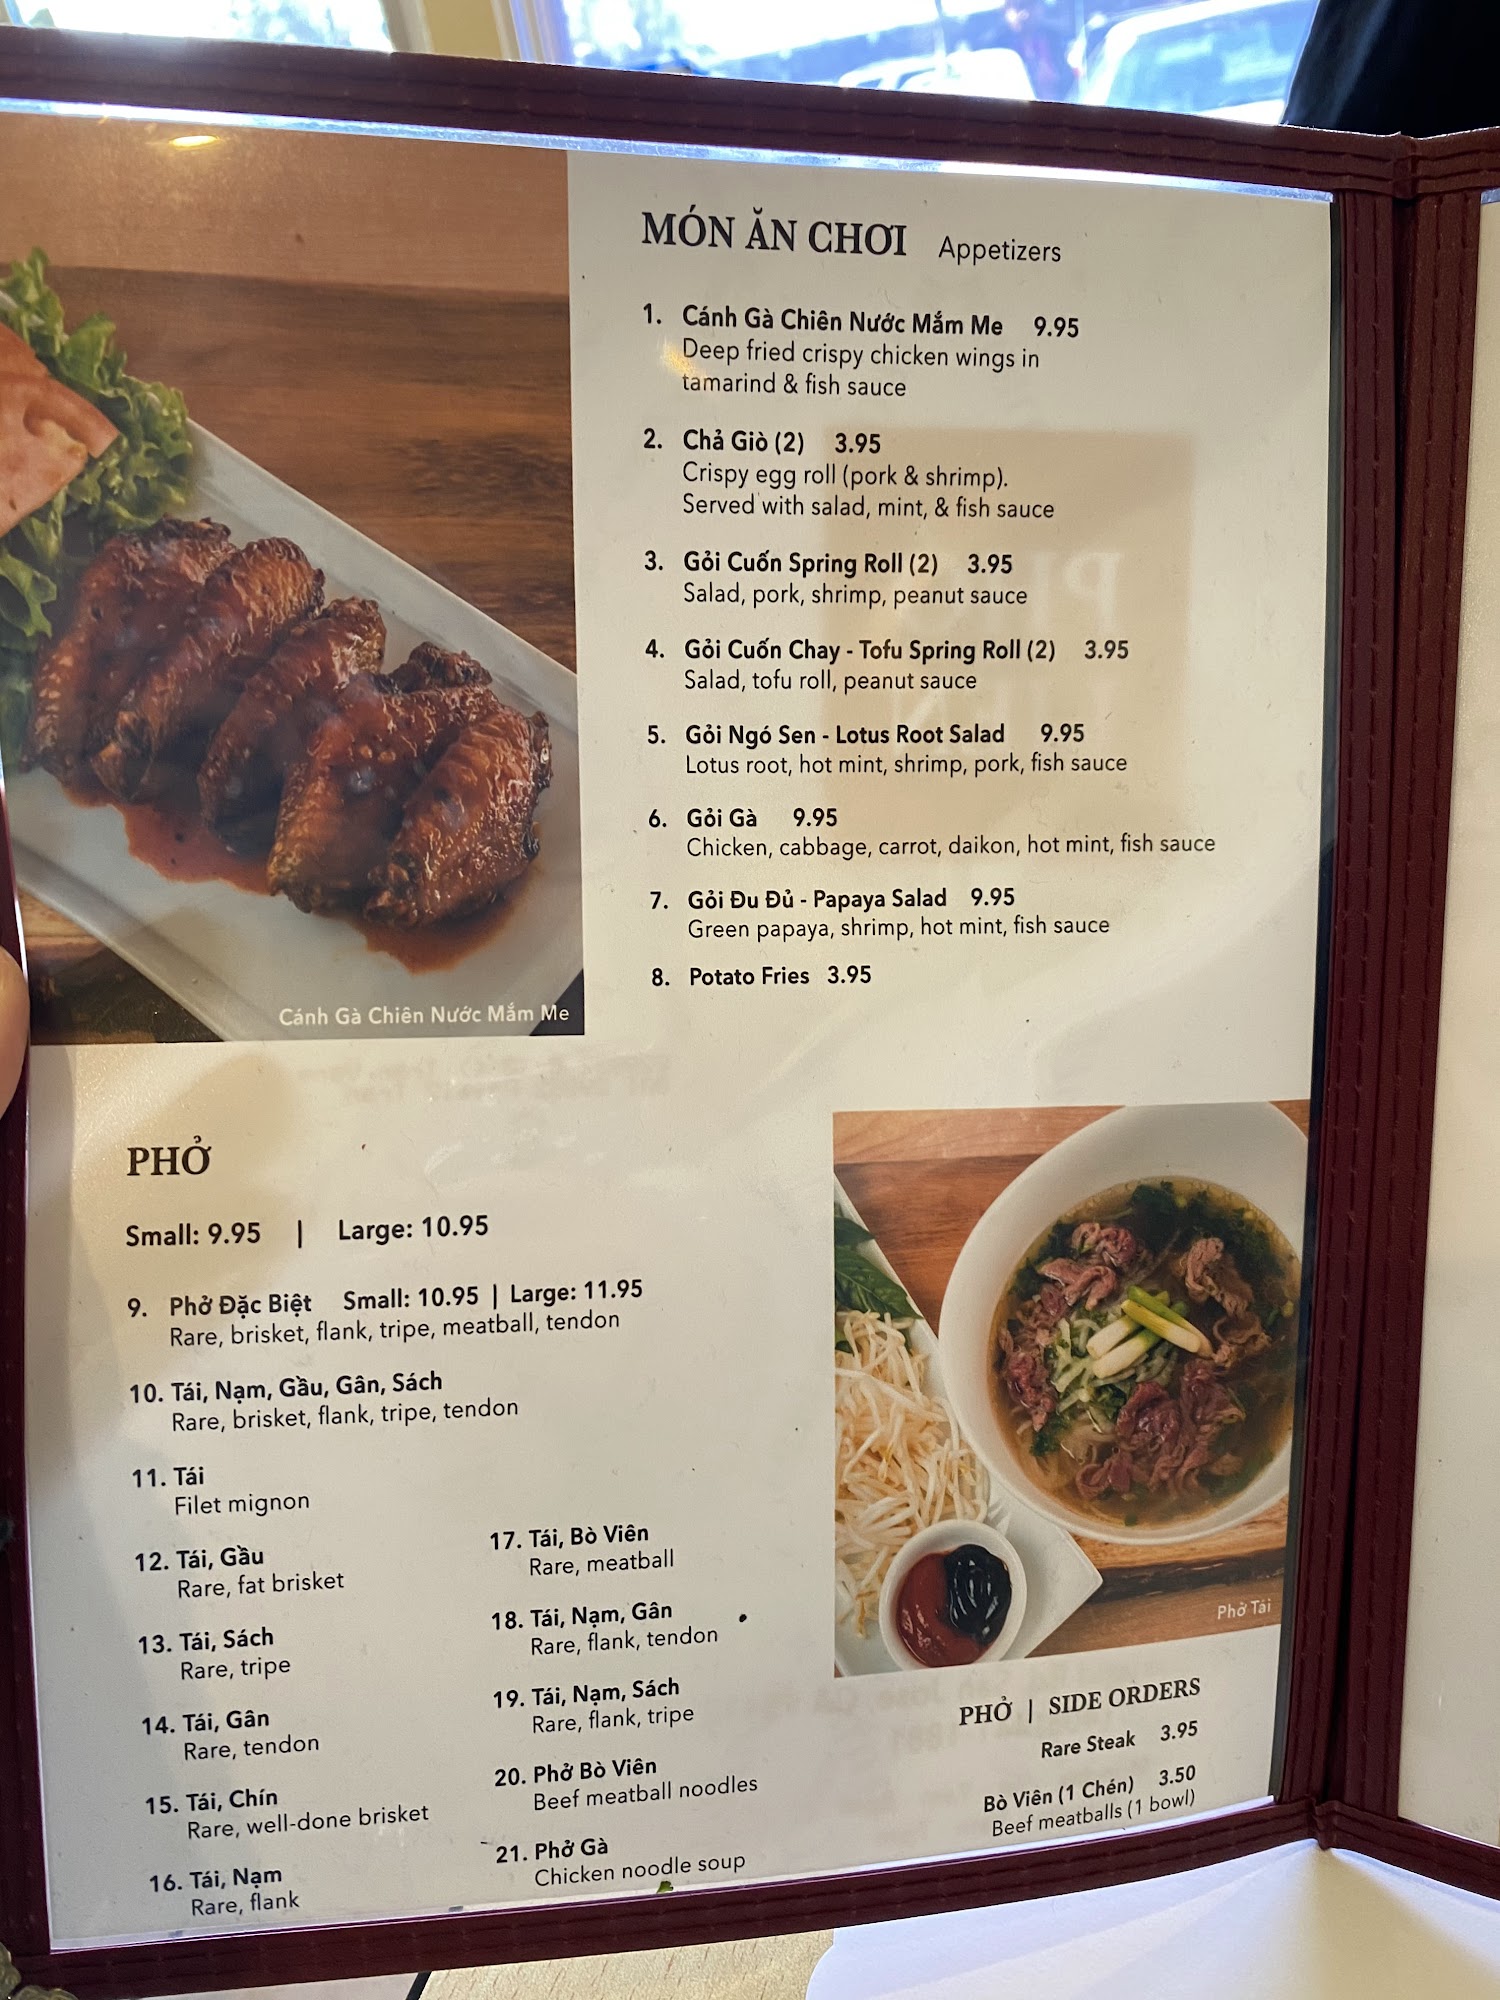 MÓN ĂN CHƠI Appetizers
1. Cánh Gà Chiên Nước Mắm Me 9.95
Deep fried crispy chicken wings in
tamarind & fish sauce
2. Chả Giò (2) 3.95
Crispy egg roll (pork & shrimp).
Served with salad, mint, & fish sauce
3. Gỏi Cuốn Spring Roll (2) 3.95
Salad, pork, shrimp, peanut sauce
4. Gỏi Cuốn Chay - Tofu Spring Roll (2) 3.95
Salad, tofu roll, peanut sauce
5. Gỏi Ngó Sen - Lotus Root Salad 9.95
Lotus root, hot mint, shrimp, pork, fish sauce
6. Gỏi Gà 9.95
Chicken, cabbage, carrot, daikon, hot mint, fish sauce
7. Gỏi Đu Đủ - Papaya Salad 9.95
Green papaya, shrimp, hot mint, fish sauce
8. Potato Fries 3.95
Cánh Gà Chiên Nước Mắm Me
PHỞ
Small: 9.95 | Large: 10.95
9. Phở Đặc Biệt Small: 10.95 | Large: 11.95
Rare, brisket, flank, tripe, meatball, tendon
10. Tái, Nạm, Gầu, Gân, Sách
Rare, brisket, flank, tripe, tendon
11. Tái
Filet mignon
12. Tái, Gầu
Rare, fat brisket
13. Tái, Sách
Rare, tripe
14. Tái, Gân
Rare, tendon
15. Tái, Chín
Rare, well-done brisket
16. Tái, Nạm
Rare, flank
17. Tái, Bò Viên
Rare, meatball
18. Tái, Nạm, Gân
Rare, flank, tendon
19. Tái, Nạm, Sách
Rare, flank, tripe
20. Phở Bò Viên
Beef meatball noodles
21. Phở Gà
Chicken noodle soup
Phở Tái
PHỞ | SIDE ORDERS
Rare Steak 3.95
Bò Viên (1 Chén) 3.50
Beef meatballs (1 bowl)